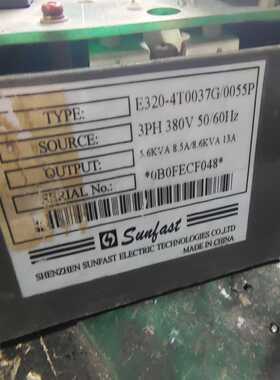 TYPE: E320-4T0037G/0055P
SOURCE: 3PH 380V 50/60Hz
OUTPUT: 5.6KVA 8.5A/8.6KVA 13A
SERIAL No.: *0B0FECF048*
Sunfast
SHENZHEN SUNFAST ELECTRIC TECHNOLOGIES CO.,LTD
MADE IN CHINA